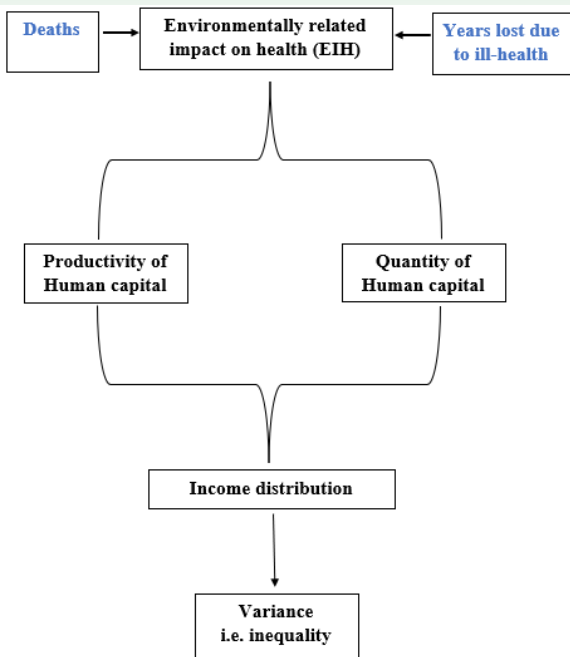 Deaths
Environmentally related
impact on health (EIH)
Years lost due
to ill-health
Productivity of
Human capital
Quantity of
Human capital
Income distribution
Variance
i.e. inequality